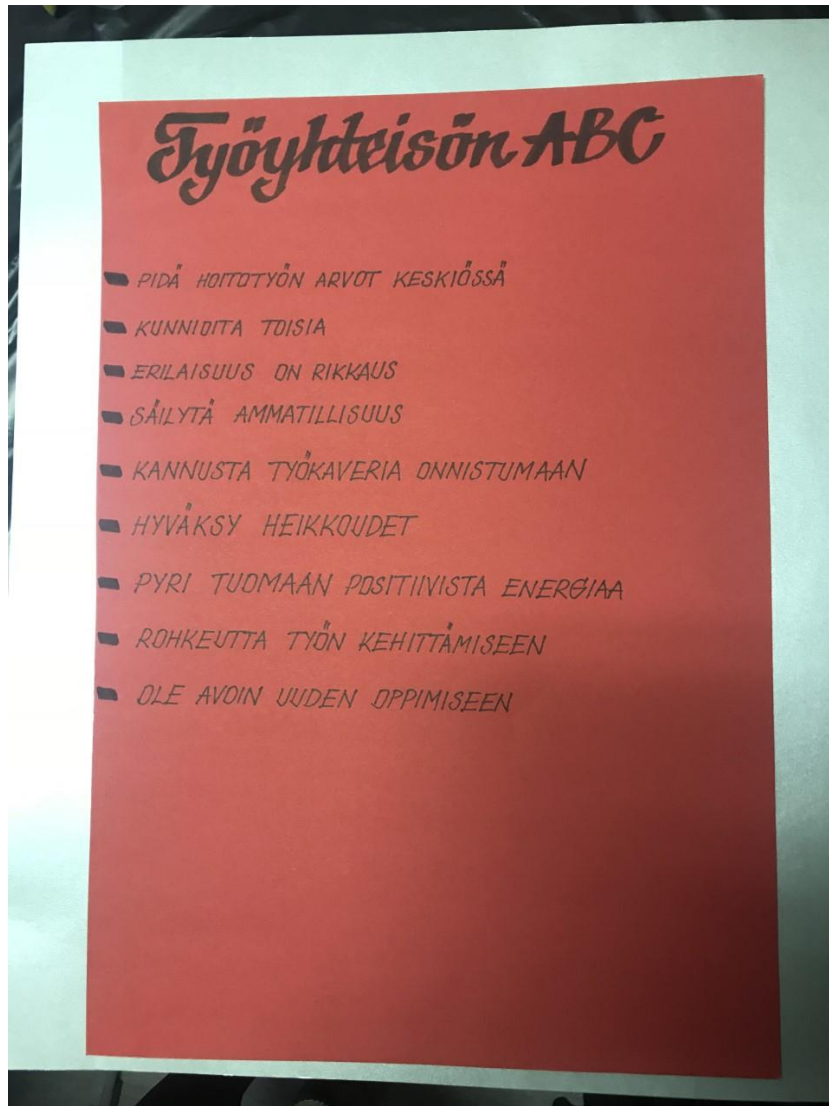 Työyhteisön ABC
PIDÄ HOITOTYÖN ARVOT KESKIÖSSÄ
KUNNIOITA TOISIA
ERILAISUUS ON RIKKAUS
SÄILYTÄ AMMATILLISUUS
KANNUSTA TYÖKAVERIA ONNISTUMAAN
HYVÄKSY HEIKKOUDET
PYRI TUOMAAN POSITIIVISTA ENERGIAA
ROHKEUTTA TYÖN KEHITTÄMISEEN
OLE AVOIN UUDEN OPPIMISEEN